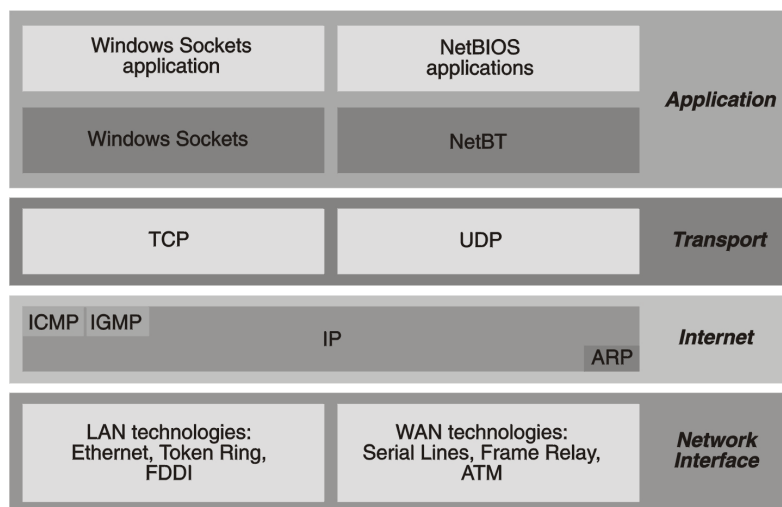 Windows Sockets
application
NetBIOS
applications
Application
Windows Sockets
NetBT
TCP
UDP
Transport
ICMP
IGMP
IP
ARP
Internet
LAN technologies:
Ethernet, Token Ring,
FDDI
WAN technologies:
Serial Lines, Frame Relay,
ATM
Network
Interface